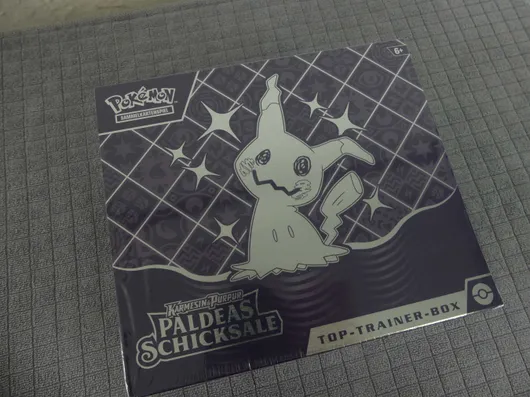 6+
POKéMON
SAMMELKARTENSPIEL
KARMESIN & PURPUR
PALDEAS
SCHICKSALE
TOP-TRAINER-BOX